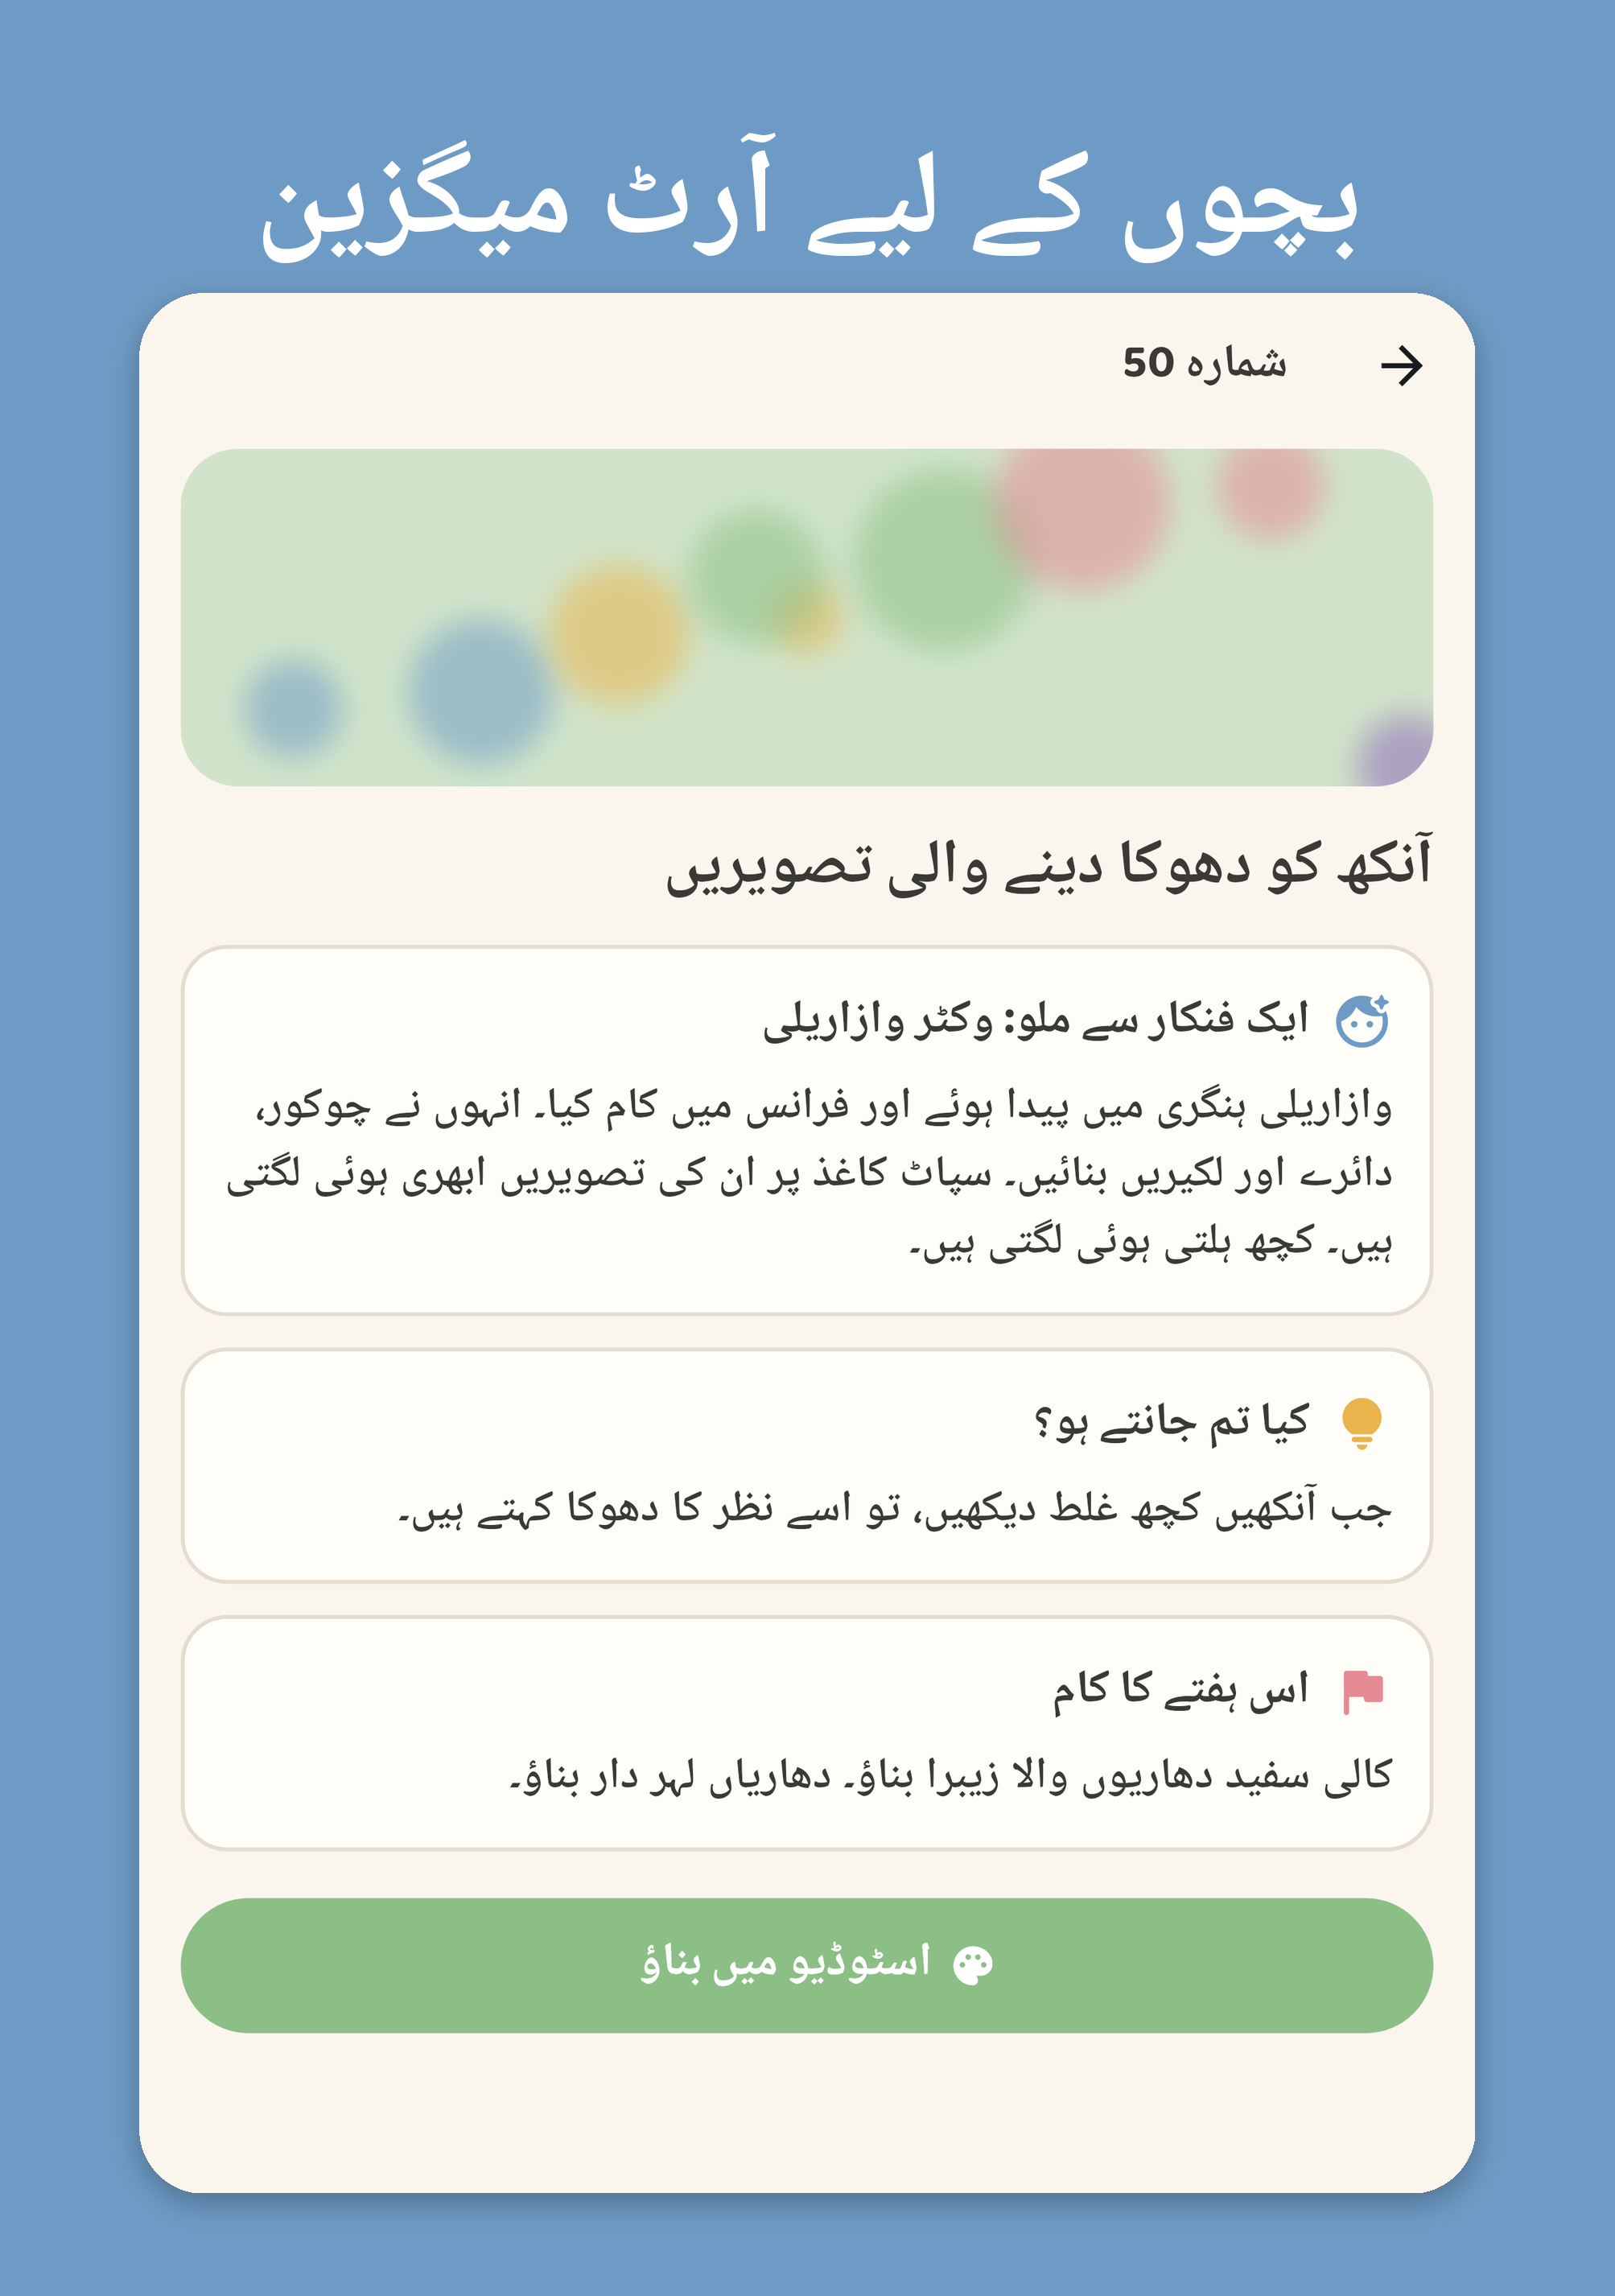 بچوں کے لیے آرٹ میگزین
شمارہ 50
آنکھ کو دھوکا دینے والی تصویریں
ایک فنکار سے ملو: وکٹر وازاریلی
وازاریلی ہنگری میں پیدا ہوئے اور فرانس میں کام کیا۔ انہوں نے چوکور،
دائرے اور لکیریں بنائیں۔ سپاٹ کاغذ پر ان کی تصویریں ابھری ہوئی لگتی
ہیں۔ کچھ ہلتی ہوئی لگتی ہیں۔
کیا تم جانتے ہو؟
جب آنکھیں کچھ غلط دیکھیں، تو اسے نظر کا دھوکا کہتے ہیں۔
اس ہفتے کا کام
کالی سفید دھاریوں والا زیبرا بناؤ۔ دھاریاں لہر دار بناؤ۔
اسٹوڈیو میں بناؤ